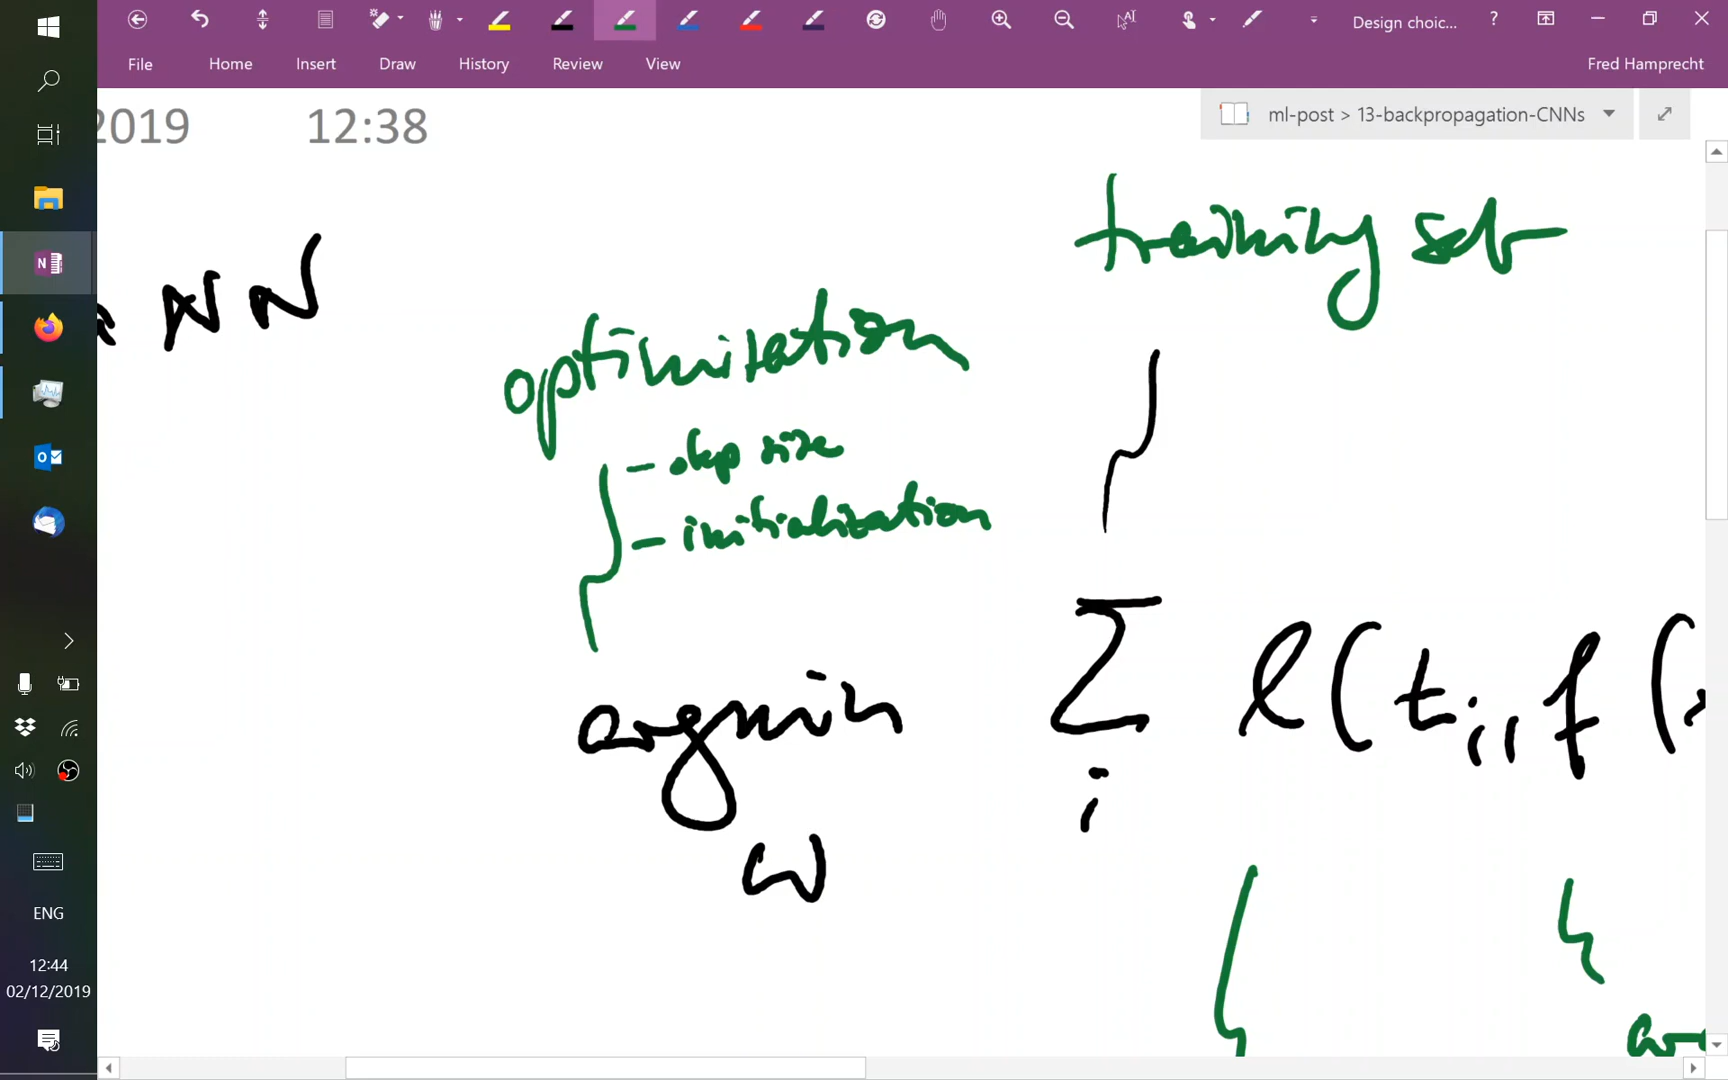 Design choic...
File Home Insert Draw History Review View
Fred Hamprecht
2019 12:38
ml-post > 13-backpropagation-CNNs
training set
NN
optimization
- step size
- initialization
argmin
w
Σ l(t i, f(
i
ENG
12:44
02/12/2019